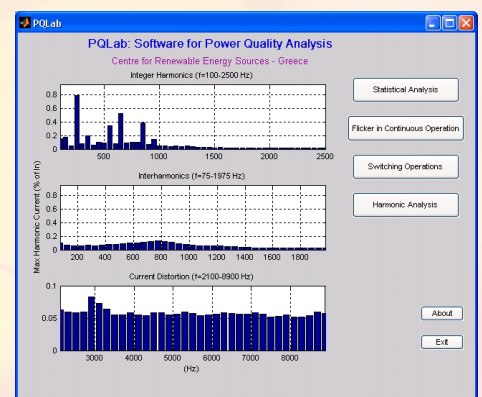 PQLab
PQLab: Software for Power Quality Analysis
Centre for Renewable Energy Sources - Greece
Integer Harmonics (f=100-2500 Hz)
0.8
0.6
0.4
0.2
0
500 1000 1500 2000 2500
Interharmonics (f=75-1975 Hz)
Max Harmonic Current (% of In)
0.8
0.6
0.4
0.2
0
200 400 600 800 1000 1200 1400 1600 1800
Current Distortion (f=2100-8900 Hz)
0.1
0.05
0
3000 4000 5000 6000 7000 8000
(Hz)
Statistical Analysis
Flicker in Continuous Operation
Switching Operations
Harmonic Analysis
About
Exit